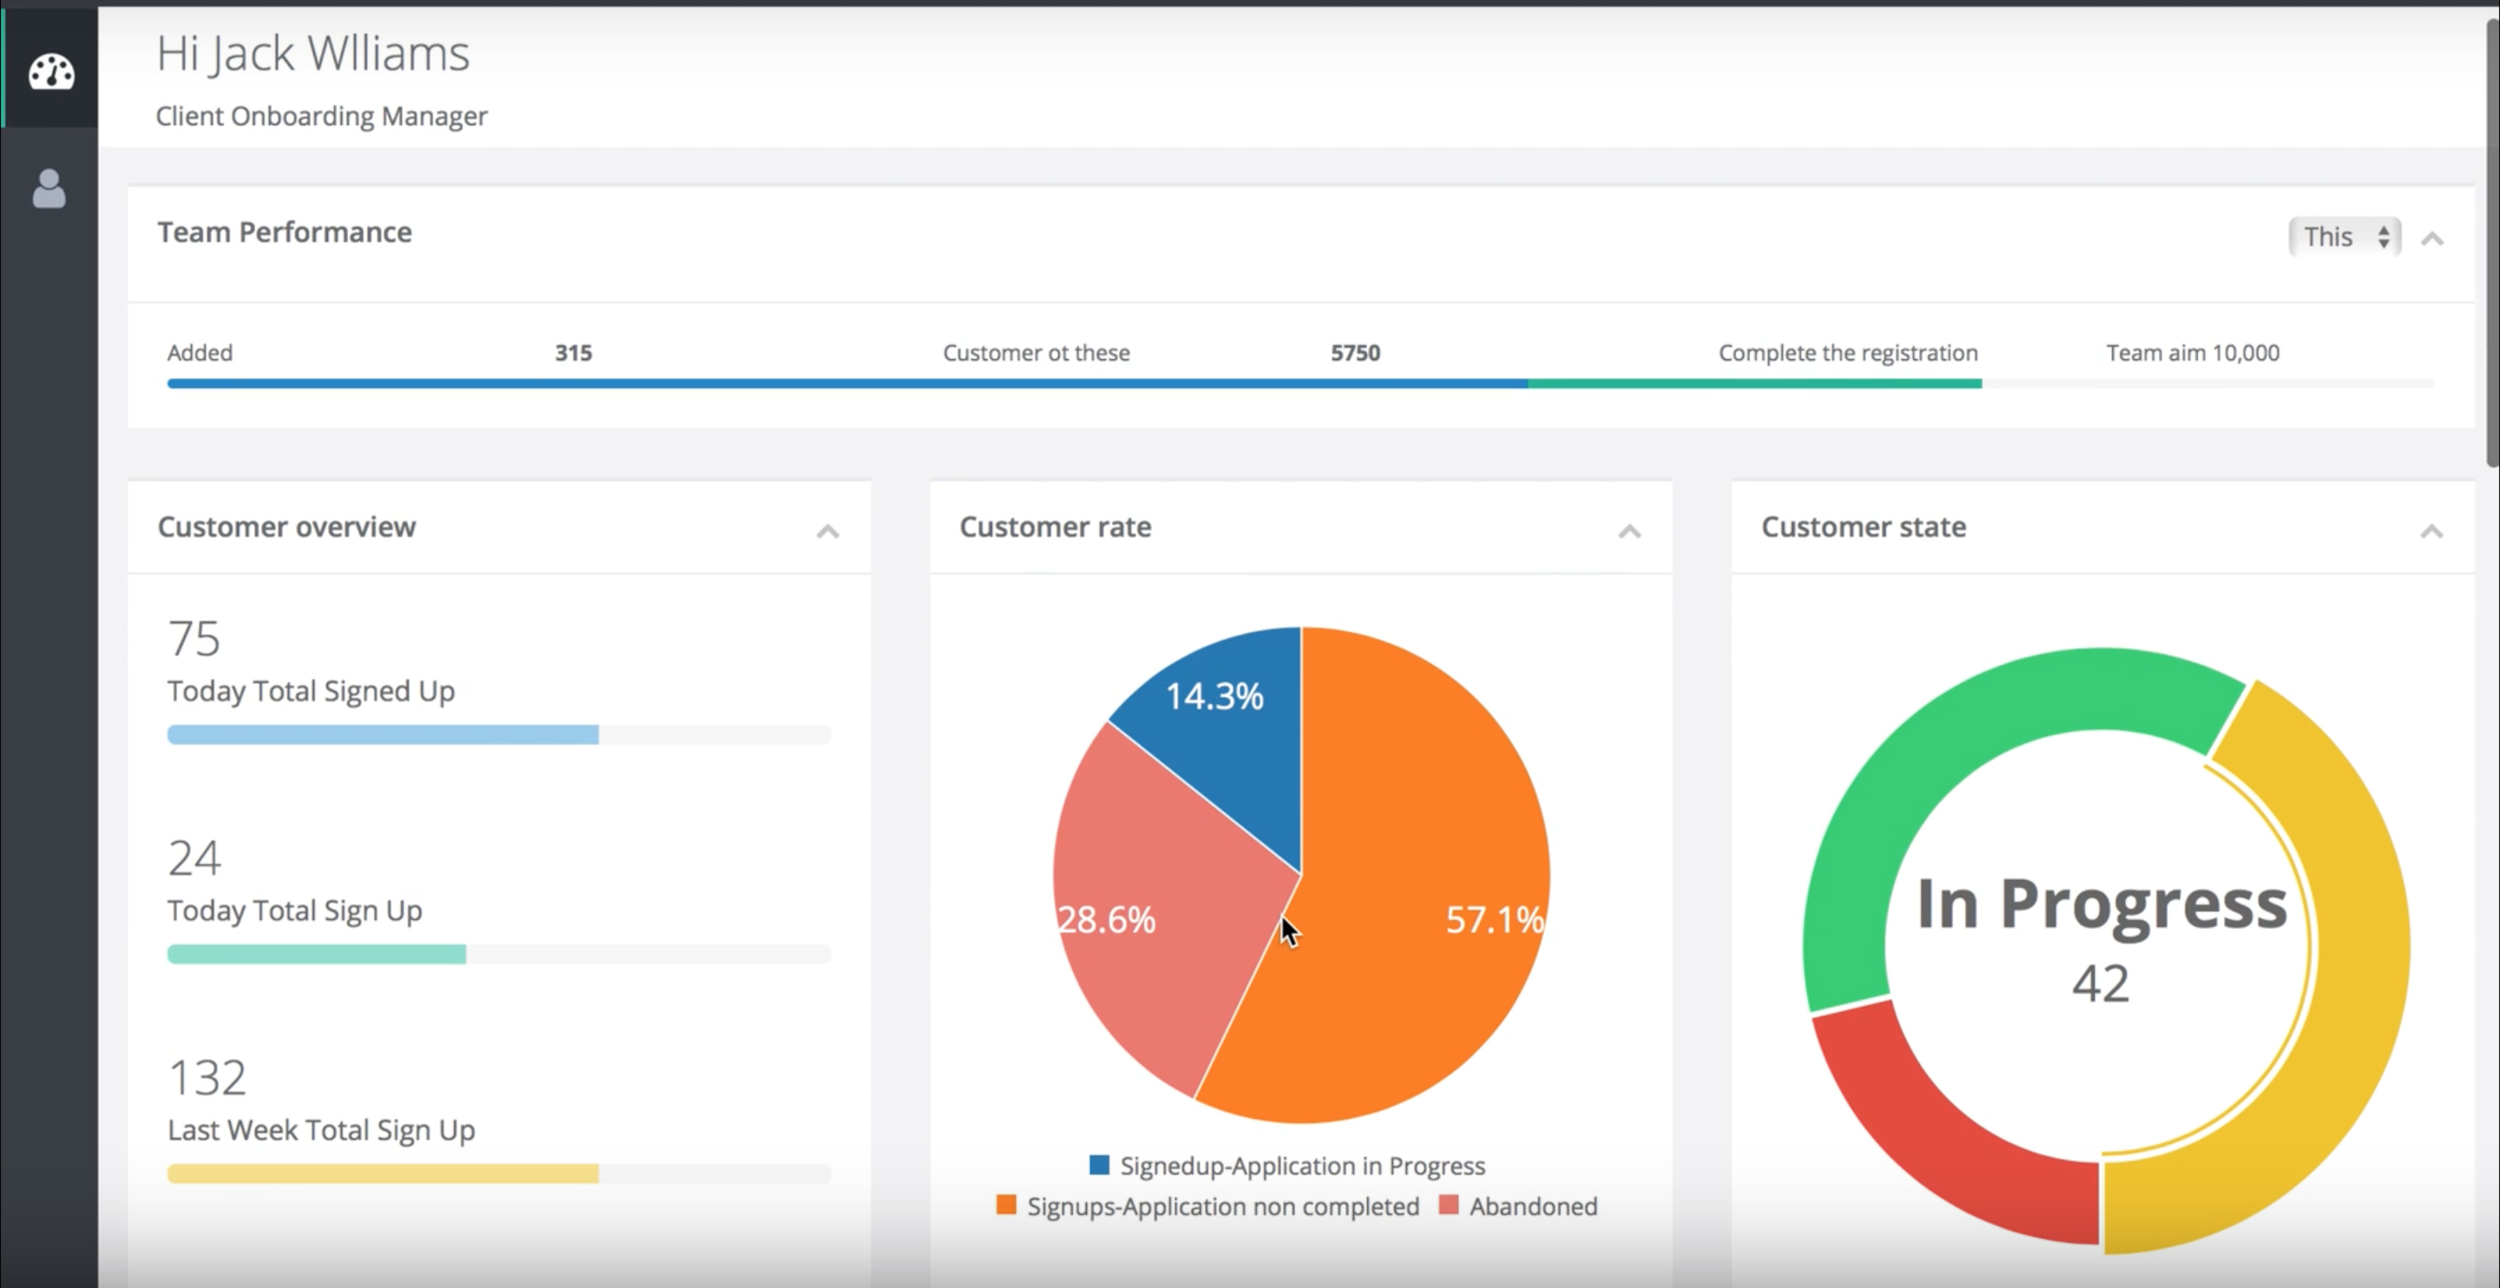 Hi Jack Wlliams
Client Onboarding Manager
Team Performance
This
Added 315 Customer ot these 5750 Complete the registration Team aim 10,000
Customer overview
75
Today Total Signed Up
24
Today Total Sign Up
132
Last Week Total Sign Up
Customer rate
14.3%
28.6%
57.1%
Signedup-Application in Progress
Signups-Application non completed Abandoned
Customer state
In Progress
42